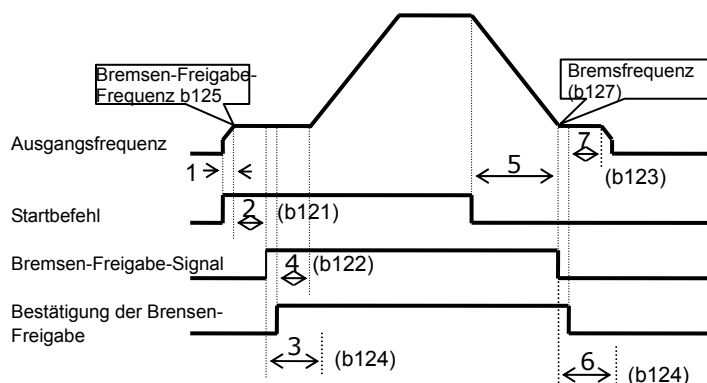 Bremsen-Freigabe-
Frequenz b125
Bremsfrequenz
(b127)
Ausgangsfrequenz
1
5
7
(b123)
Startbefehl
2
(b121)
Bremsen-Freigabe-Signal
4
(b122)
Bestätigung der Brensen-
Freigabe
3
(b124)
6
(b124)